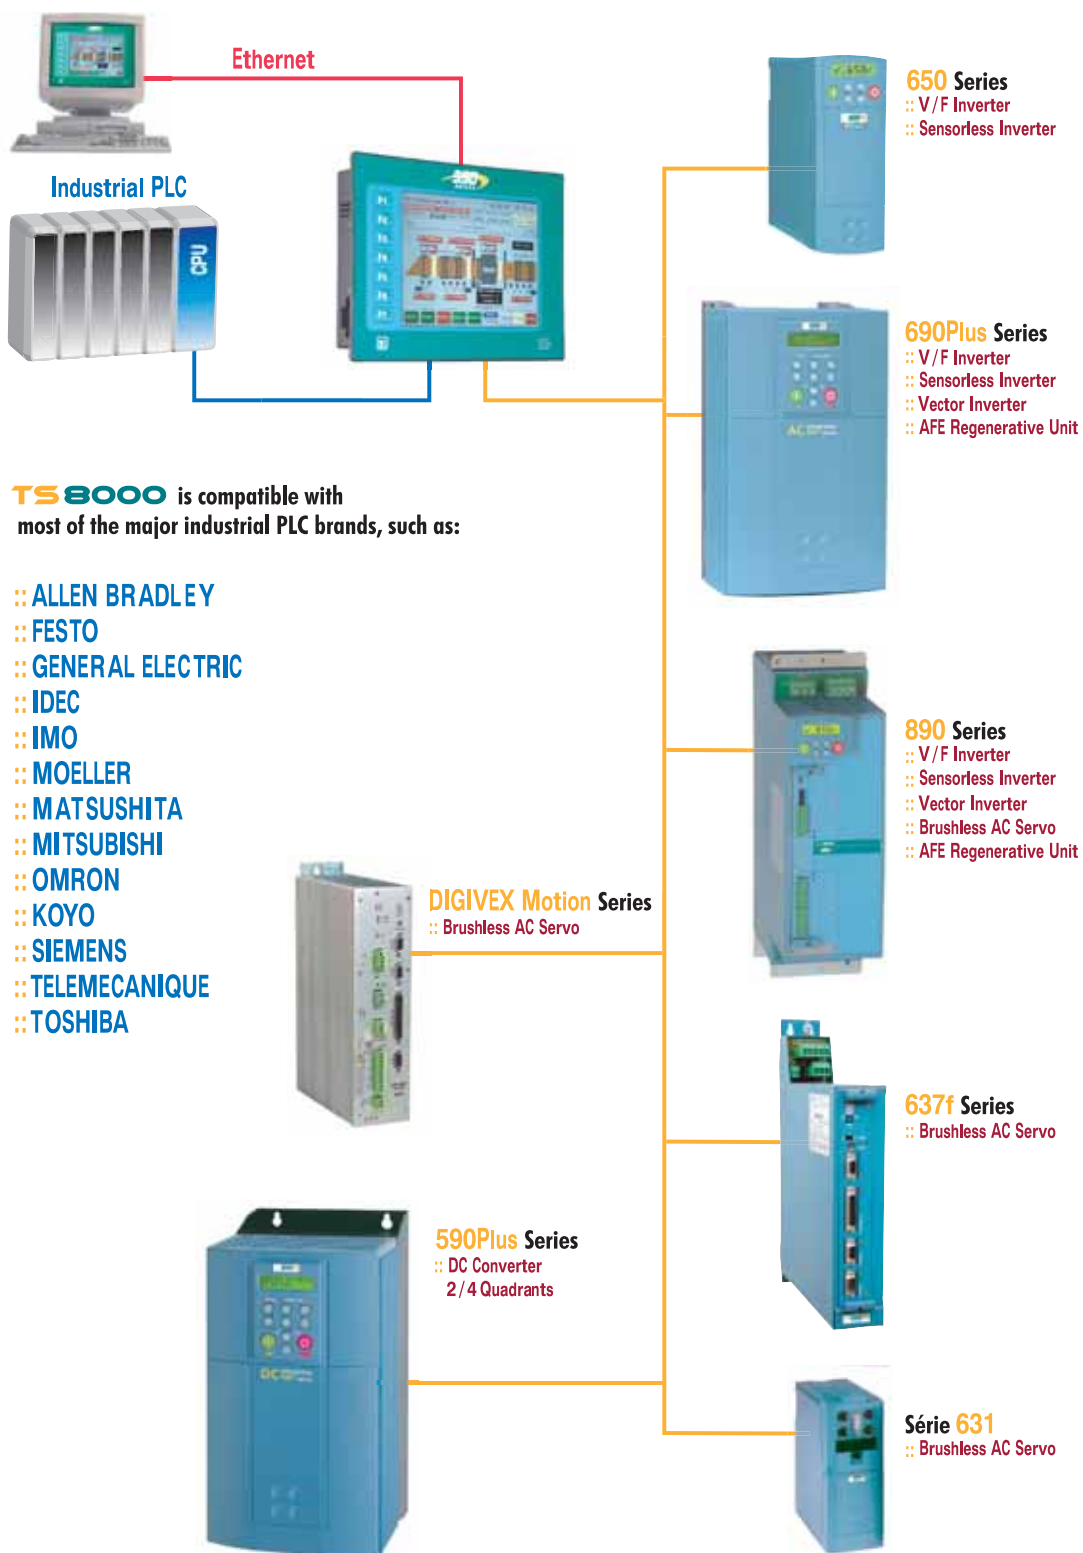 Ethernet
Industrial PLC
CPU
650 Series
:: V / F Inverter
:: Sensorless Inverter
690Plus Series
:: V / F Inverter
:: Sensorless Inverter
:: Vector Inverter
:: AFE Regenerative Unit
AC
TS8000 is compatible with
most of the major industrial PLC brands, such as:
:: ALLEN BRADLEY
:: FESTO
:: GENERAL ELECTRIC
:: IDEC
:: IMO
:: MOELLER
:: MATSUSHITA
:: MITSUBISHI
:: OMRON
:: KOYO
:: SIEMENS
:: TELEMECANIQUE
:: TOSHIBA
890 Series
:: V / F Inverter
:: Sensorless Inverter
:: Vector Inverter
:: Brushless AC Servo
:: AFE Regenerative Unit
DIGIVEX Motion Series
:: Brushless AC Servo
637f Series
:: Brushless AC Servo
590Plus Series
:: DC Converter
2 / 4 Quadrants
DC
Série 631
:: Brushless AC Servo